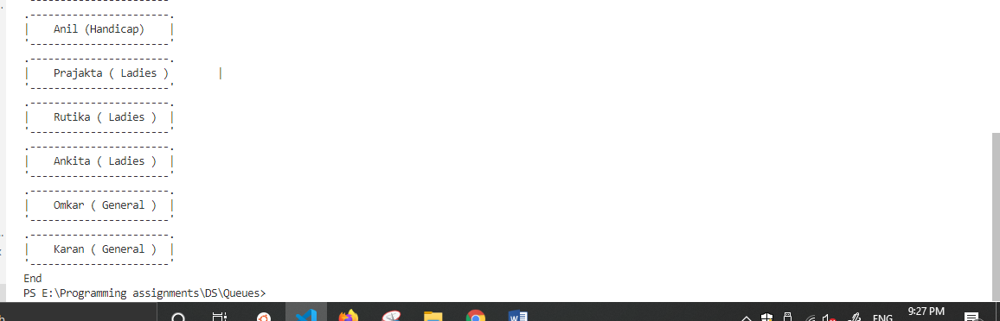 -----------------------
.-----------------------.
|    Anil (Handicap)    |
'-----------------------'
.-----------------------.
|    Prajakta ( Ladies )        |
'-----------------------'
.-----------------------.
|    Rutika ( Ladies )  |
'-----------------------'
.-----------------------.
|    Ankita ( Ladies )  |
'-----------------------'
.-----------------------.
|    Omkar ( General )  |
'-----------------------'
.-----------------------.
|    Karan ( General )  |
'-----------------------'
End
PS E:\Programming assignments\DS\Queues>
ENG
9:27 PM